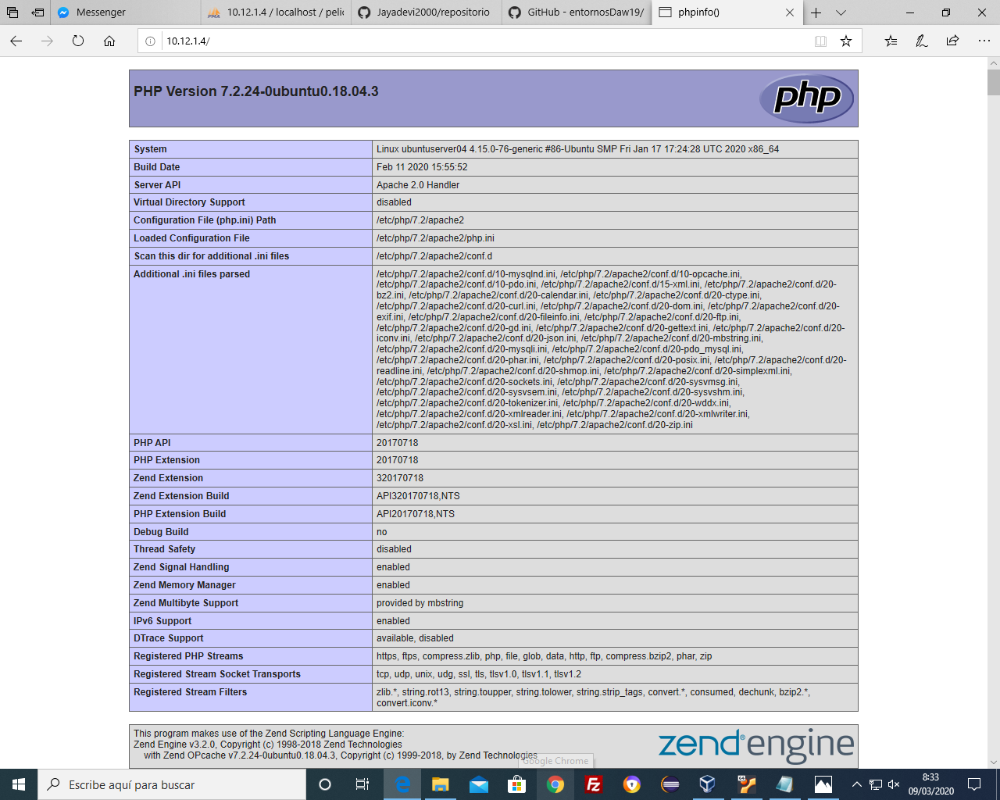 Messenger
10.12.1.4 / localhost / pelic
Jayadevi2000/repositorio
GitHub - entornosDaw19/
phpinfo()
10.12.1.4/
PHP Version 7.2.24-0ubuntu0.18.04.3
php
System Linux ubuntuserver04 4.15.0-76-generic #86-Ubuntu SMP Fri Jan 17 17:24:28 UTC 2020 x86_64
Build Date Feb 11 2020 15:55:52
Server API Apache 2.0 Handler
Virtual Directory Support disabled
Configuration File (php.ini) Path /etc/php/7.2/apache2
Loaded Configuration File /etc/php/7.2/apache2/php.ini
Scan this dir for additional .ini files /etc/php/7.2/apache2/conf.d
Additional .ini files parsed /etc/php/7.2/apache2/conf.d/10-mysqlnd.ini, /etc/php/7.2/apache2/conf.d/10-opcache.ini,
/etc/php/7.2/apache2/conf.d/10-pdo.ini, /etc/php/7.2/apache2/conf.d/15-xml.ini, /etc/php/7.2/apache2/conf.d/20-
bz2.ini, /etc/php/7.2/apache2/conf.d/20-calendar.ini, /etc/php/7.2/apache2/conf.d/20-ctype.ini,
/etc/php/7.2/apache2/conf.d/20-curl.ini, /etc/php/7.2/apache2/conf.d/20-dom.ini, /etc/php/7.2/apache2/conf.d/20-
exif.ini, /etc/php/7.2/apache2/conf.d/20-fileinfo.ini, /etc/php/7.2/apache2/conf.d/20-ftp.ini,
/etc/php/7.2/apache2/conf.d/20-gd.ini, /etc/php/7.2/apache2/conf.d/20-gettext.ini, /etc/php/7.2/apache2/conf.d/20-
iconv.ini, /etc/php/7.2/apache2/conf.d/20-json.ini, /etc/php/7.2/apache2/conf.d/20-mbstring.ini,
/etc/php/7.2/apache2/conf.d/20-mysqli.ini, /etc/php/7.2/apache2/conf.d/20-pdo_mysql.ini,
/etc/php/7.2/apache2/conf.d/20-phar.ini, /etc/php/7.2/apache2/conf.d/20-posix.ini, /etc/php/7.2/apache2/conf.d/20-
readline.ini, /etc/php/7.2/apache2/conf.d/20-shmop.ini, /etc/php/7.2/apache2/conf.d/20-simplexml.ini,
/etc/php/7.2/apache2/conf.d/20-sockets.ini, /etc/php/7.2/apache2/conf.d/20-sysvmsg.ini,
/etc/php/7.2/apache2/conf.d/20-sysvsem.ini, /etc/php/7.2/apache2/conf.d/20-sysvshm.ini,
/etc/php/7.2/apache2/conf.d/20-tokenizer.ini, /etc/php/7.2/apache2/conf.d/20-wddx.ini,
/etc/php/7.2/apache2/conf.d/20-xmlreader.ini, /etc/php/7.2/apache2/conf.d/20-xmlwriter.ini,
/etc/php/7.2/apache2/conf.d/20-xsl.ini, /etc/php/7.2/apache2/conf.d/20-zip.ini
PHP API 20170718
PHP Extension 20170718
Zend Extension 320170718
Zend Extension Build API320170718,NTS
PHP Extension Build API20170718,NTS
Debug Build no
Thread Safety disabled
Zend Signal Handling enabled
Zend Memory Manager enabled
Zend Multibyte Support provided by mbstring
IPv6 Support enabled
DTrace Support available, disabled
Registered PHP Streams https, ftps, compress.zlib, php, file, glob, data, http, ftp, compress.bzip2, phar, zip
Registered Stream Socket Transports tcp, udp, unix, udg, ssl, tls, tlsv1.0, tlsv1.1, tlsv1.2
Registered Stream Filters zlib.*, string.rot13, string.toupper, string.tolower, string.strip_tags, convert.*, consumed, dechunk, bzip2.*,
convert.iconv.*
This program makes use of the Zend Scripting Language Engine:
Zend Engine v3.2.0, Copyright (c) 1998-2018 Zend Technologies
with Zend OPcache v7.2.24-0ubuntu0.18.04.3, Copyright (c) 1999-2018, by Zend Technologies
zend® engine
Google Chrome
Escribe aquí para buscar
8:33
09/03/2020